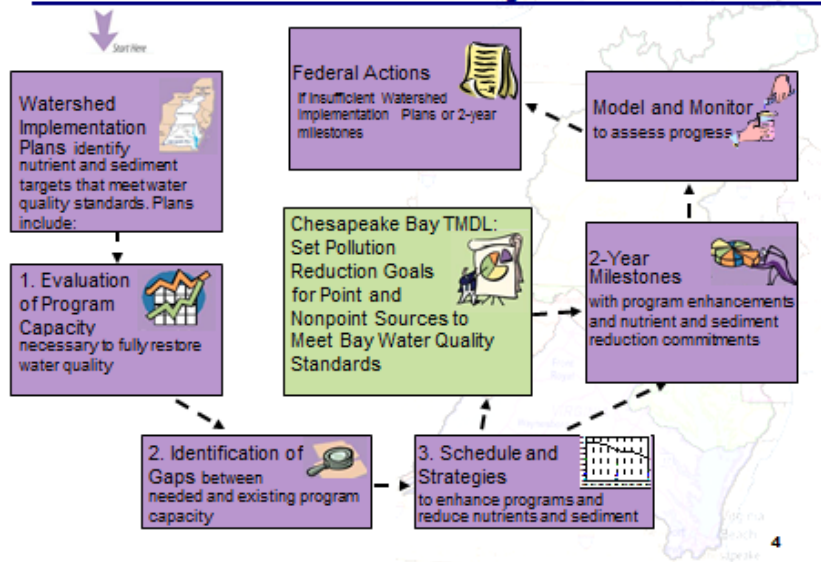 Start Here
Watershed
Implementation
Plans identify
nutrient and sediment
targets that meet water
quality standards. Plans
include:
1. Evaluation
of Program
Capacity
necessary to fully restore
water quality
2. Identification of
Gaps between
needed and existing program
capacity
3. Schedule and
Strategies
to enhance programs and
reduce nutrients and sediment
Chesapeake Bay TMDL:
Set Pollution
Reduction Goals
for Point and
Nonpoint Sources to
Meet Bay Water Quality
Standards
2-Year
Milestones
with program enhancements
and nutrient and sediment
reduction commitments
Model and Monitor
to assess progress
Federal Actions
If Insufficient Watershed
Implementation Plans or 2-year
milestones
4